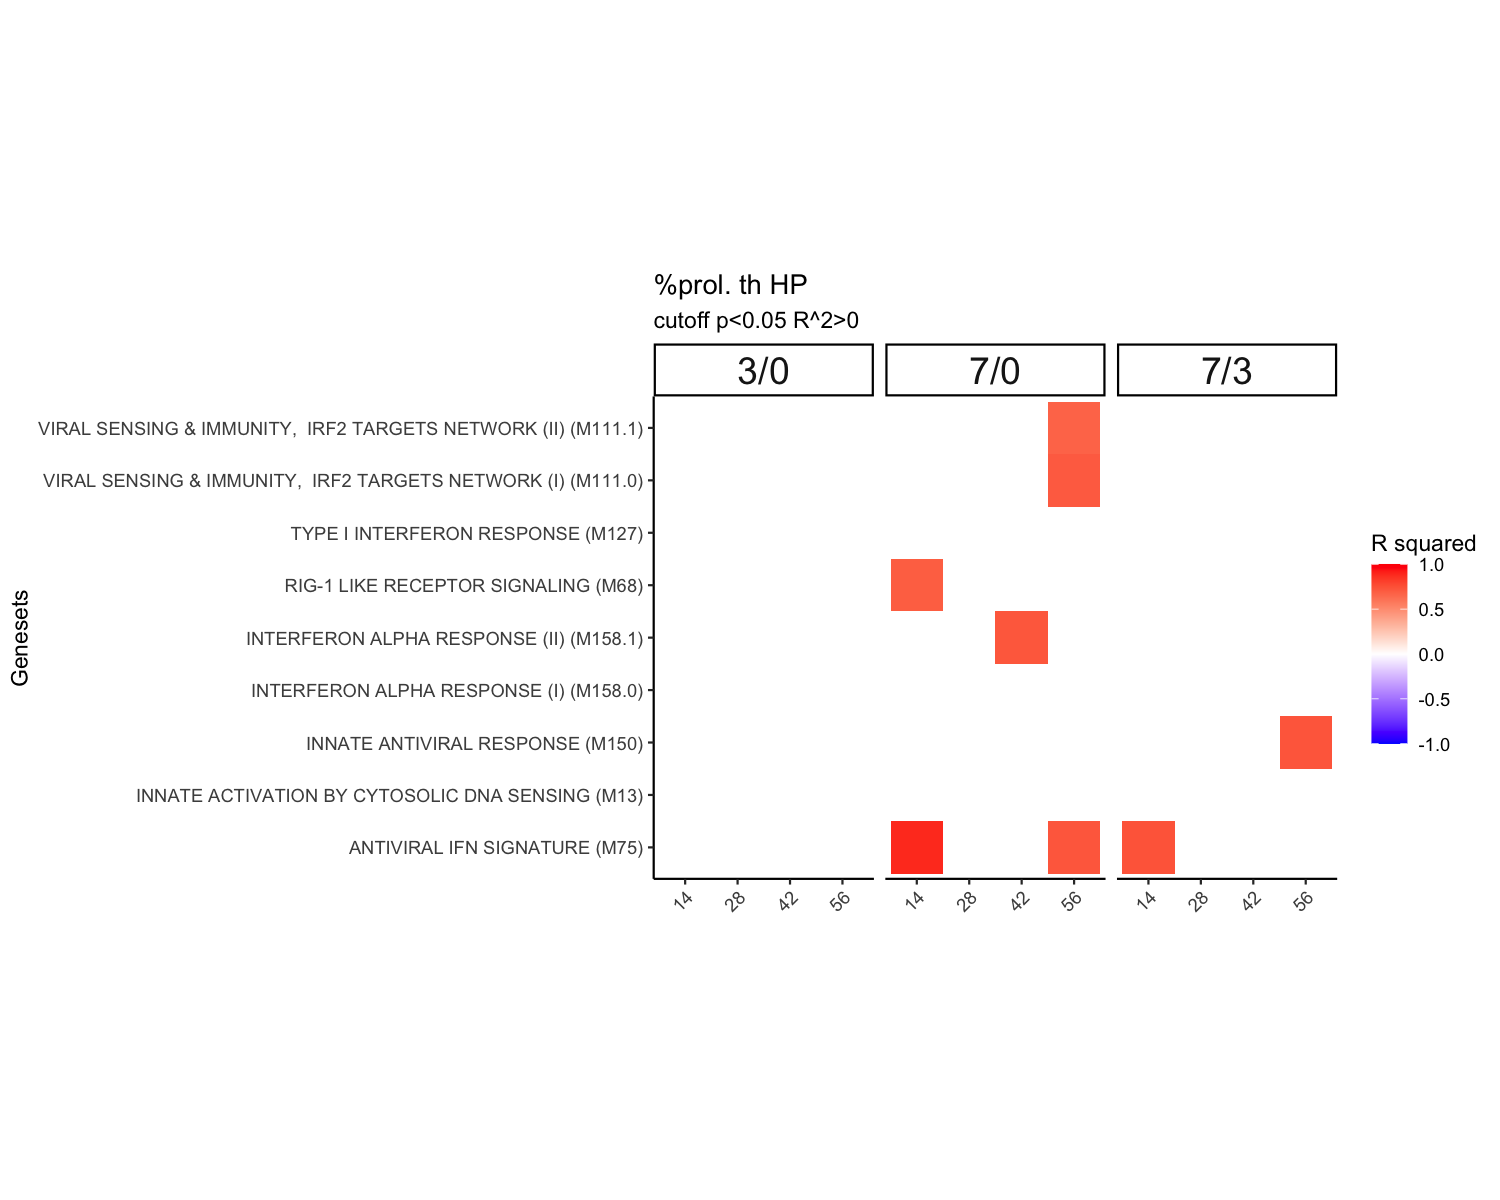 %prol. th HP
cutoff p<0.05 R^2>0
3/0 7/0 7/3
VIRAL SENSING & IMMUNITY,  IRF2 TARGETS NETWORK (II) (M111.1)
VIRAL SENSING & IMMUNITY,  IRF2 TARGETS NETWORK (I) (M111.0)
TYPE I INTERFERON RESPONSE (M127)
RIG-1 LIKE RECEPTOR SIGNALING (M68)
INTERFERON ALPHA RESPONSE (II) (M158.1)
INTERFERON ALPHA RESPONSE (I) (M158.0)
INNATE ANTIVIRAL RESPONSE (M150)
INNATE ACTIVATION BY CYTOSOLIC DNA SENSING (M13)
ANTIVIRAL IFN SIGNATURE (M75)
Genesets
14 28 42 56 14 28 42 56 14 28 42 56
R squared
1.0
0.5
0.0
-0.5
-1.0